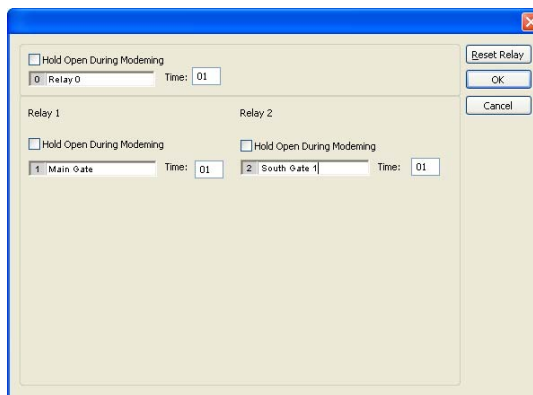 Hold Open During Modeming
0 Relay 0 Time: 01
Reset Relay
OK
Cancel
Relay 1 Relay 2
Hold Open During Modeming Hold Open During Modeming
1 Main Gate Time: 01 2 South Gate 1 Time: 01